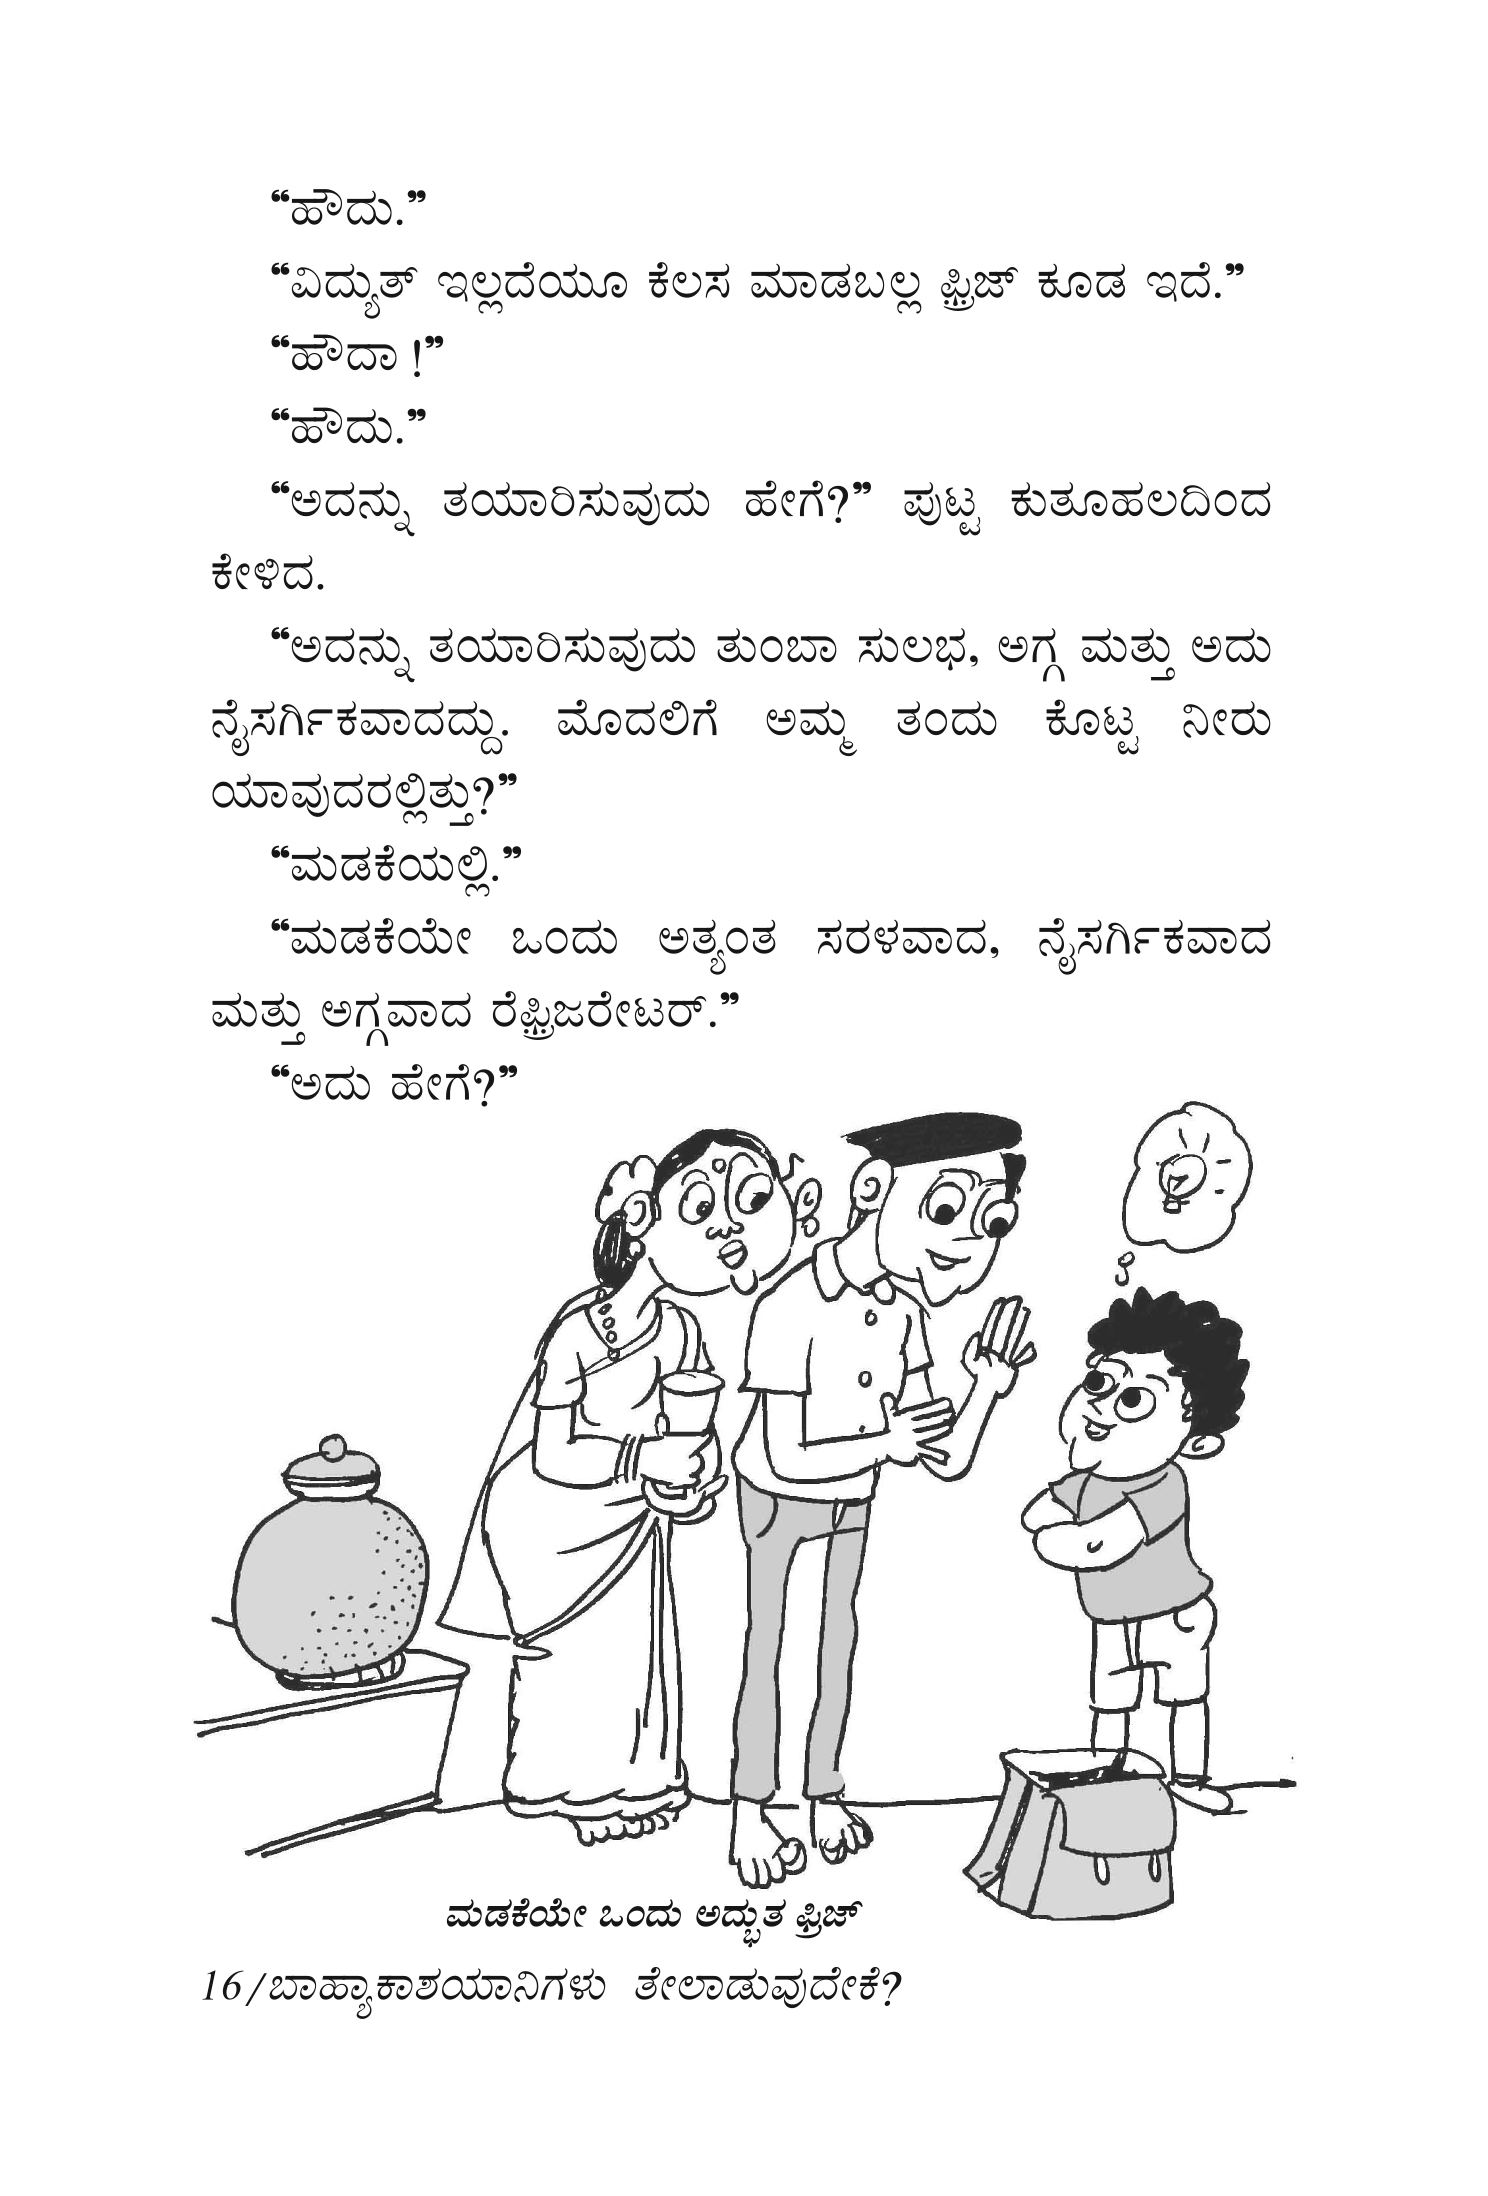 “ಹೌದು.”
“ವಿದ್ಯುತ್ ಇಲ್ಲದೆಯೂ ಕೆಲಸ ಮಾಡಬಲ್ಲ ಫ್ರಿಜ್ ಕೂಡ ಇದೆ.”
“ಹೌದಾ !”
“ಹೌದು.”
“ಅದನ್ನು ತಯಾರಿಸುವುದು ಹೇಗೆ?” ಪುಟ್ಟ ಕುತೂಹಲದಿಂದ
ಕೇಳಿದ.
“ಅದನ್ನು ತಯಾರಿಸುವುದು ತುಂಬಾ ಸುಲಭ, ಅಗ್ಗ ಮತ್ತು ಅದು
ನೈಸರ್ಗಿಕವಾದದ್ದು. ಮೊದಲಿಗೆ ಅಮ್ಮ ತಂದು ಕೊಟ್ಟ ನೀರು
ಯಾವುದರಲ್ಲಿತ್ತು?”
“ಮಡಕೆಯಲ್ಲಿ.”
“ಮಡಕೆಯೇ ಒಂದು ಅತ್ಯಂತ ಸರಳವಾದ, ನೈಸರ್ಗಿಕವಾದ
ಮತ್ತು ಅಗ್ಗವಾದ ರೆಫ್ರಿಜರೇಟರ್.”
“ಅದು ಹೇಗೆ?”
ಮಡಕೆಯೇ ಒಂದು ಅದ್ಭುತ ಫ್ರಿಜ್
16/ಬಾಹ್ಯಾಕಾಶಯಾನಿಗಳು ತೇಲಾಡುವುದೇಕೆ?